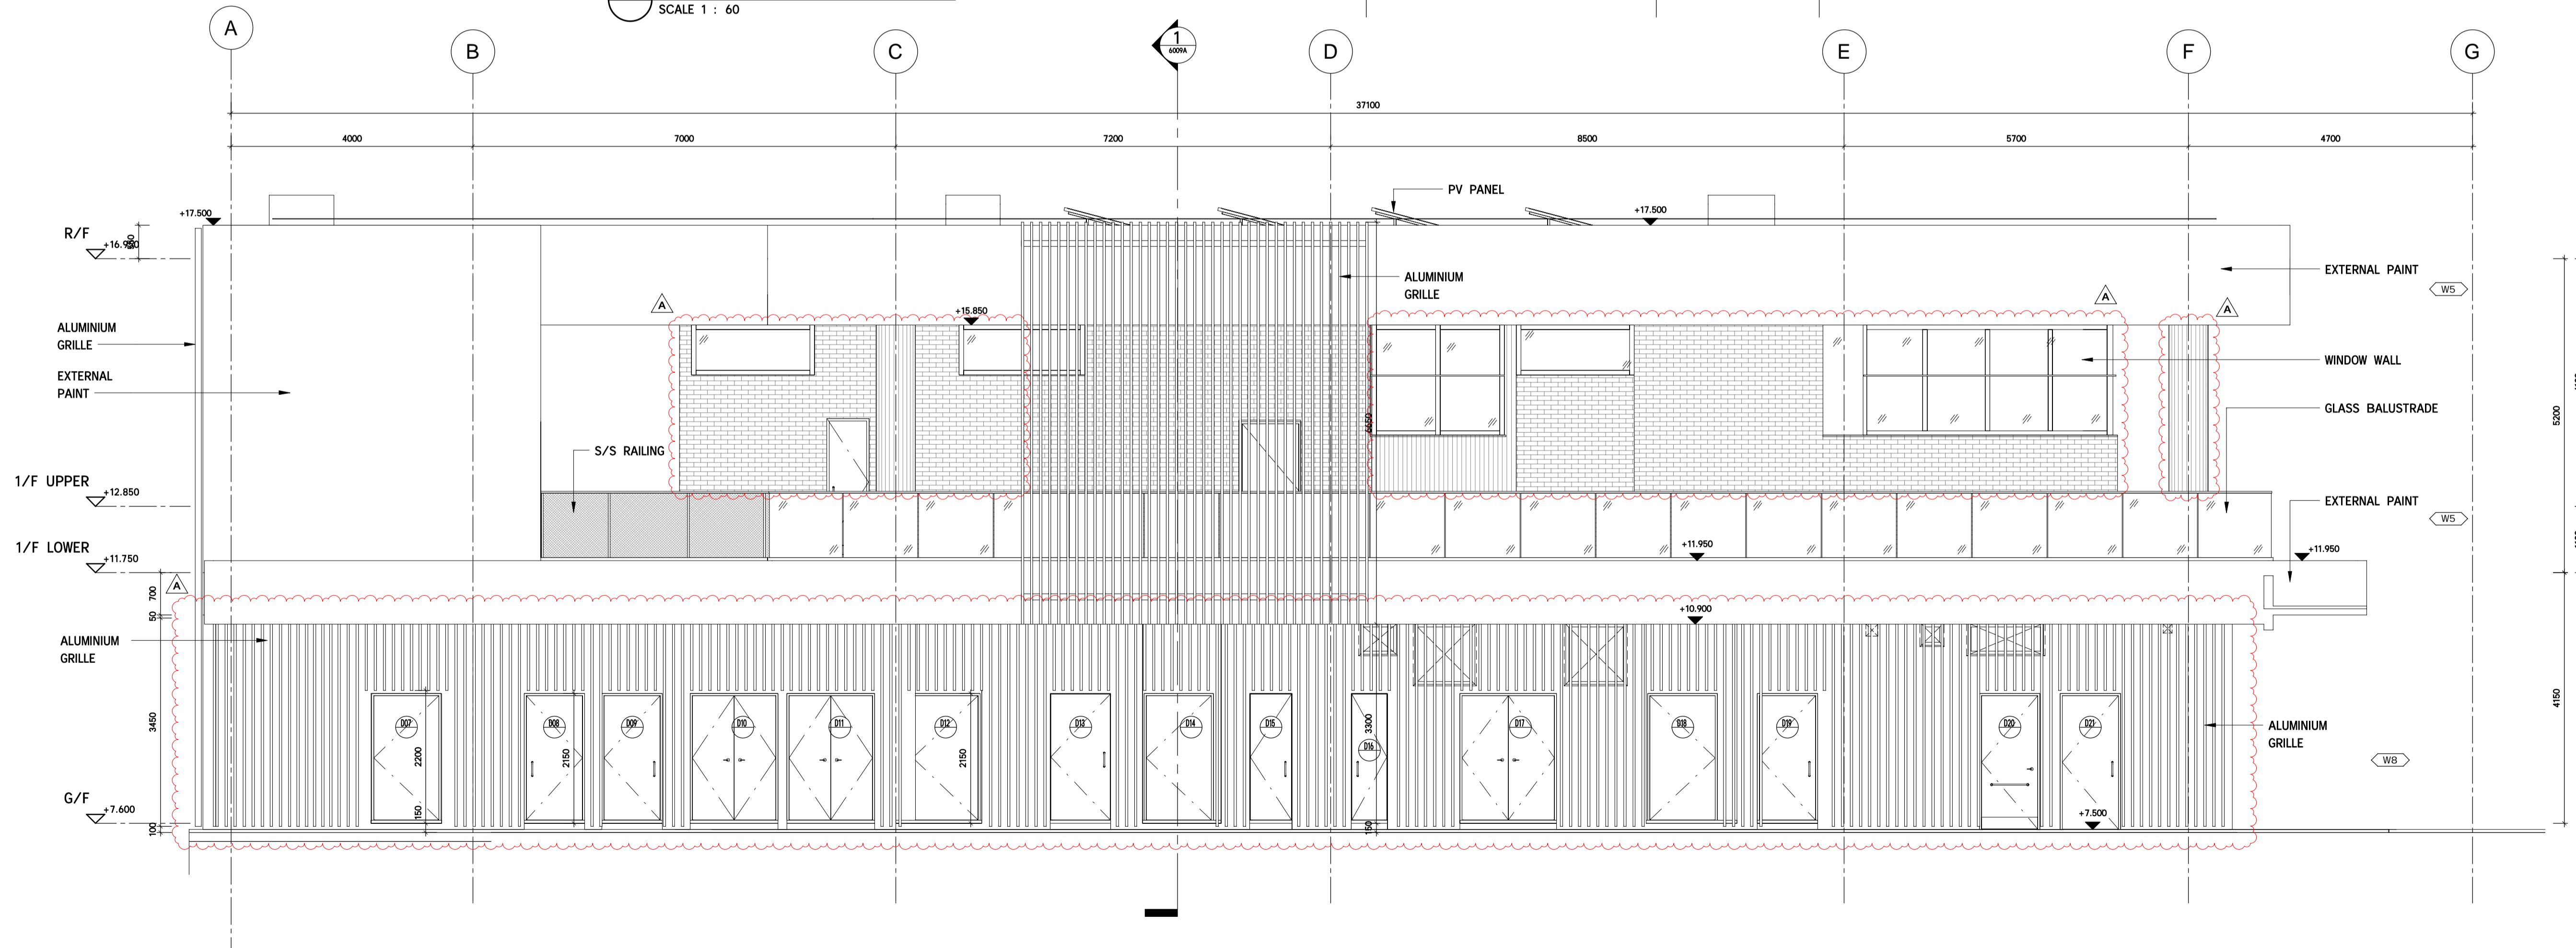 SCALE 1 : 60
A
B
C
1
6009A
D
E
F
G
37100
4000
7000
7200
8500
5700
4700
PV PANEL
+17.500
+17.500
R/F
+16.950
550
ALUMINIUM
GRILLE
EXTERNAL PAINT
W5
A
A
A
+15.850
ALUMINIUM
GRILLE
WINDOW WALL
EXTERNAL
PAINT
GLASS BALUSTRADE
5200
6650
S/S RAILING
1/F UPPER
+12.850
EXTERNAL PAINT
W5
1/F LOWER
+11.750
+11.950
+11.950
A
700
50
+10.900
ALUMINIUM
GRILLE
4150
3450
D07
D08
D09
D10
D11
D12
D13
D14
D15
D16
D17
D18
D19
D20
D21
3300
2200
2150
2150
ALUMINIUM
GRILLE
W8
G/F
+7.600
150
150
+7.500
100